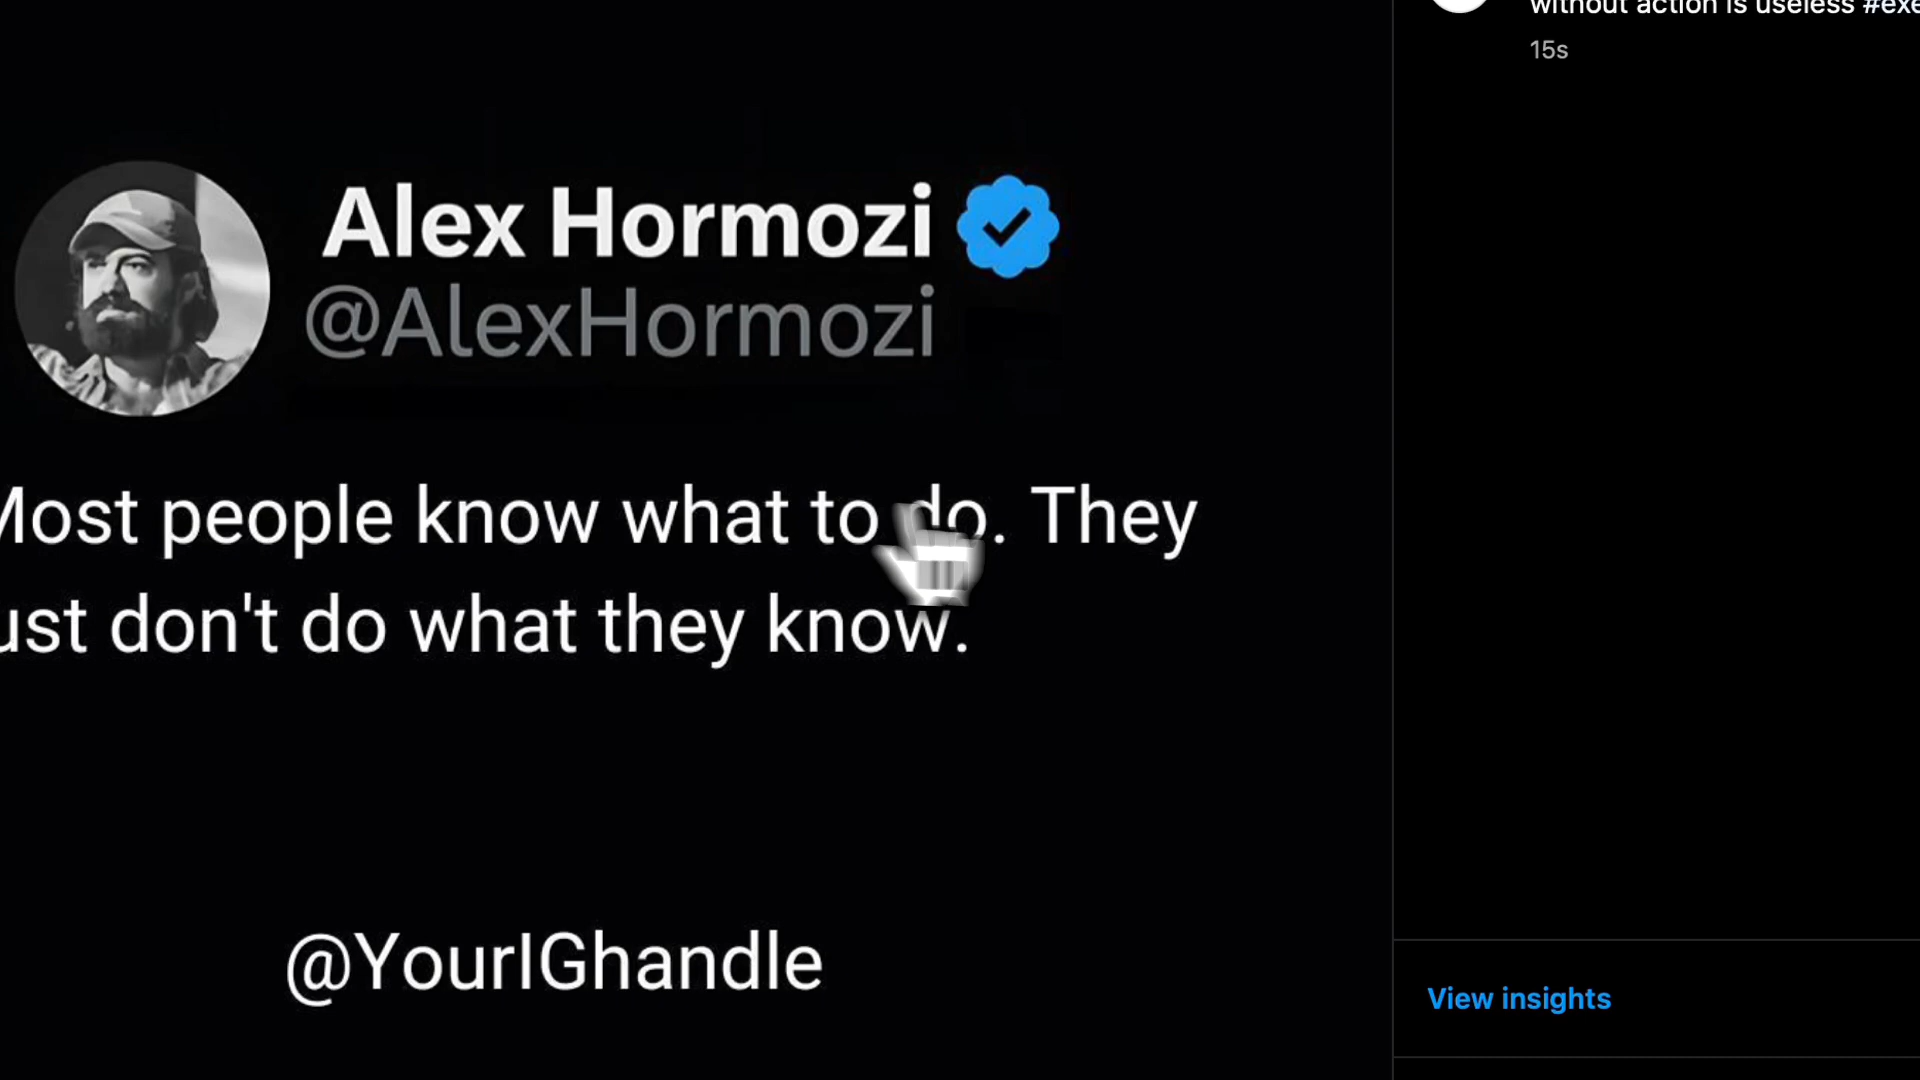 without action is useless
15s
Alex Hormozi
@AlexHormozi
Most people know what to do. They
ust don't do what they know.
@YourIGhandle
View insights